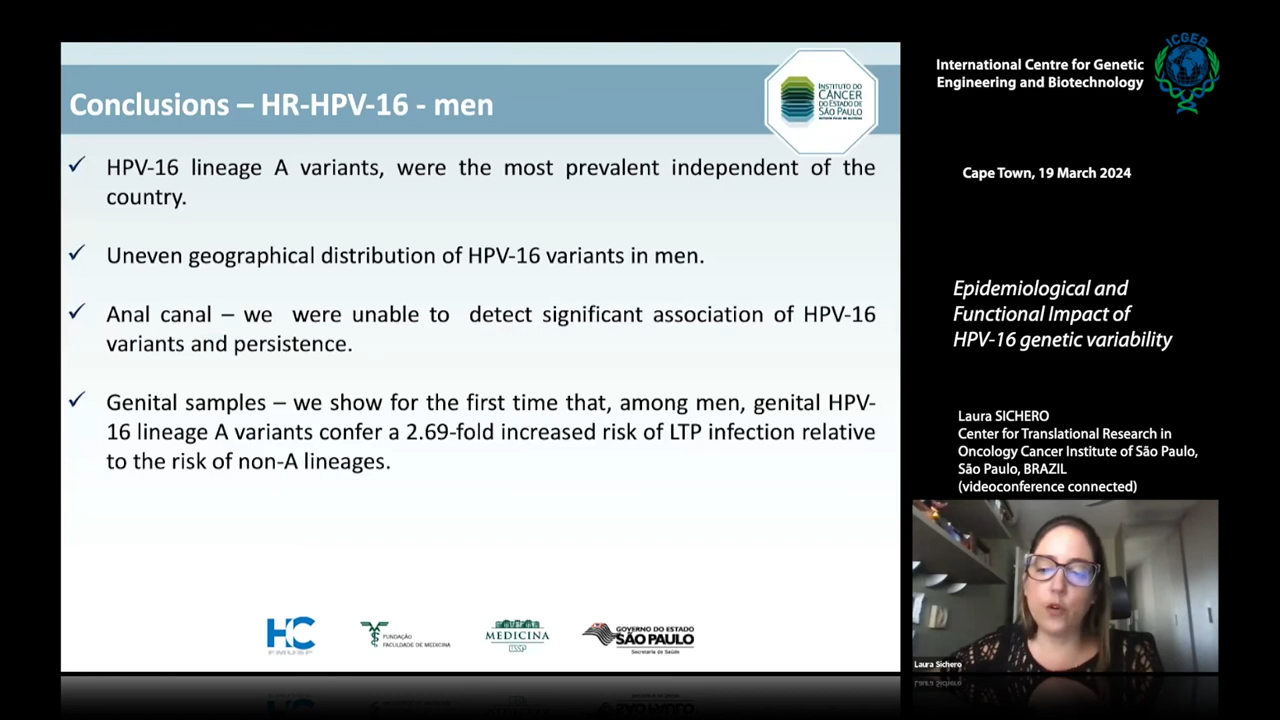 Conclusions – HR-HPV-16 - men
INSTITUTO DO
CÂNCER
DO ESTADO DE
SÃO PAULO
HPV-16 lineage A variants, were the most prevalent independent of the
country.
Uneven geographical distribution of HPV-16 variants in men.
Anal canal – we were unable to detect significant association of HPV-16
variants and persistence.
Genital samples – we show for the first time that, among men, genital HPV-
16 lineage A variants confer a 2.69-fold increased risk of LTP infection relative
to the risk of non-A lineages.
HC
FMUSP
FUNDAÇÃO
FACULDADE DE MEDICINA
MEDICINA
USP
GOVERNO DO ESTADO
SÃO PAULO
Secretaria da Saúde
International Centre for Genetic
Engineering and Biotechnology
ICGEB
Cape Town, 19 March 2024
Epidemiological and
Functional Impact of
HPV-16 genetic variability
Laura SICHERO
Center for Translational Research in
Oncology Cancer Institute of São Paulo,
São Paulo, BRAZIL
(videoconference connected)
Laura Sichero